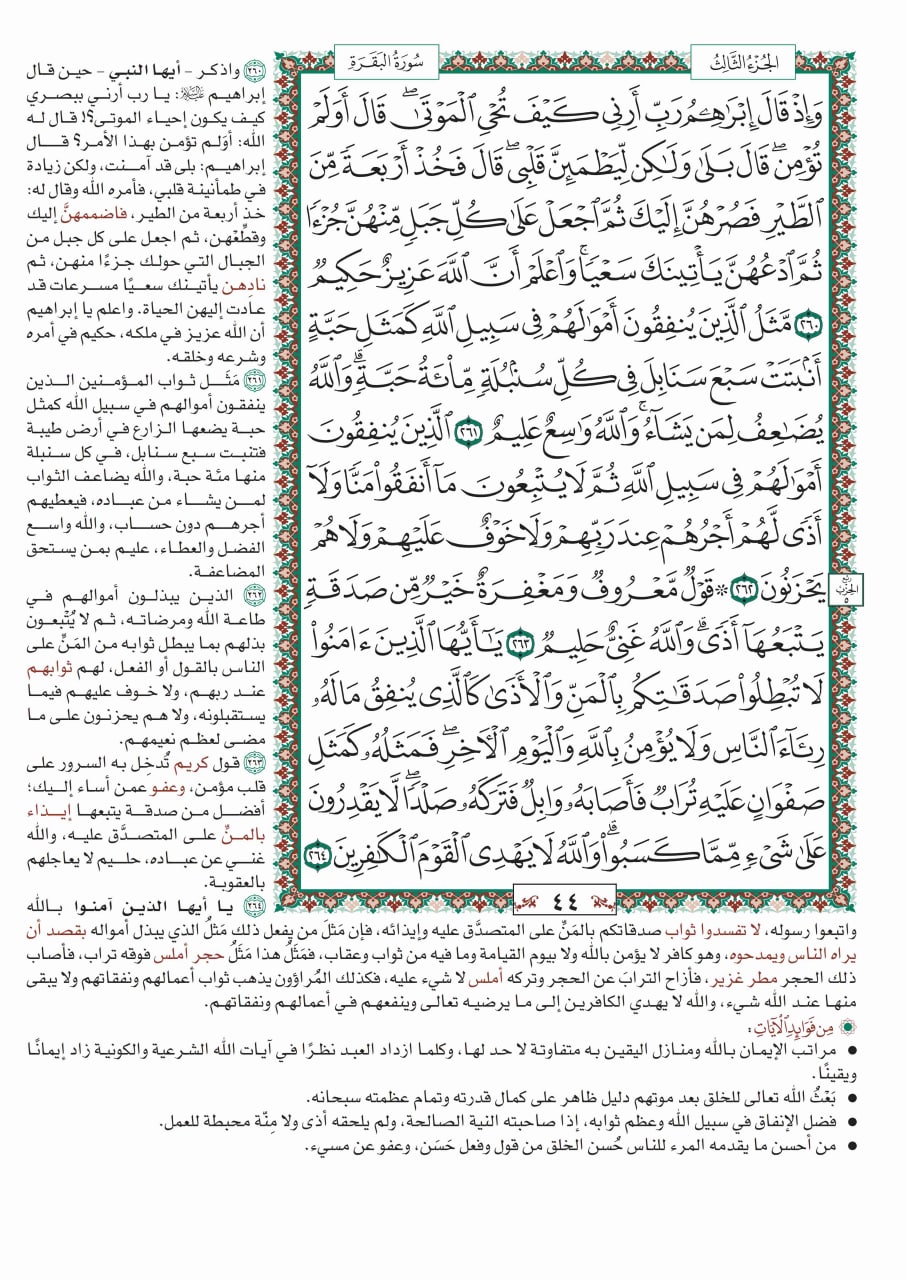 الجُزْءُ الثَّالِثُ
سُورَةُ البَقَرَةِ
وَإِذْ قَالَ إِبْرَٰهِـۧمُ رَبِّ أَرِنِي كَيْفَ تُحْيِ ٱلْمَوْتَىٰۖ قَالَ أَوَلَمْ
تُؤْمِنۖ قَالَ بَلَىٰ وَلَٰكِن لِّيَطْمَئِنَّ قَلْبِيۖ قَالَ فَخُذْ أَرْبَعَةً مِّنَ
ٱلطَّيْرِ فَصُرْهُنَّ إِلَيْكَ ثُمَّ ٱجْعَلْ عَلَىٰ كُلِّ جَبَلٍ مِّنْهُنَّ جُزْءًا
ثُمَّ ٱدْعُهُنَّ يَأْتِينَكَ سَعْيًاۚ وَٱعْلَمْ أَنَّ ٱللَّهَ عَزِيزٌ حَكِيمٌ
٢٦٠ مَّثَلُ ٱلَّذِينَ يُنفِقُونَ أَمْوَٰلَهُمْ فِي سَبِيلِ ٱللَّهِ كَمَثَلِ حَبَّةٍ
أَنۢبَتَتْ سَبْعَ سَنَابِلَ فِي كُلِّ سُنۢبُلَةٍ مِّاْئَةُ حَبَّةٍۗ وَٱللَّهُ
يُضَٰعِفُ لِمَن يَشَآءُۚ وَٱللَّهُ وَٰسِعٌ عَلِيمٌ ٢٦١ ٱلَّذِينَ يُنفِقُونَ
أَمْوَٰلَهُمْ فِي سَبِيلِ ٱللَّهِ ثُمَّ لَا يُتْبِعُونَ مَآ أَنفَقُواْ مَنًّا وَلَآ
أَذًى لَّهُمْ أَجْرُهُمْ عِندَ رَبِّهِمْ وَلَا خَوْفٌ عَلَيْهِمْ وَلَا هُمْ
يَحْزَنُونَ ٢٦٢ ۞ قَوْلٌ مَّعْرُوفٌ وَمَغْفِرَةٌ خَيْرٌ مِّن صَدَقَةٍ
يَتْبَعُهَآ أَذًىۗ وَٱللَّهُ غَنِيٌّ حَلِيمٌ ٢٦٣ يَٰٓأَيُّهَا ٱلَّذِينَ ءَامَنُواْ
لَا تُبْطِلُواْ صَدَقَٰتِكُم بِٱلْمَنِّ وَٱلْأَذَىٰ كَٱلَّذِي يُنفِقُ مَالَهُۥ
رِئَآءَ ٱلنَّاسِ وَلَا يُؤْمِنُ بِٱللَّهِ وَٱلْيَوْمِ ٱلْأٓخِرِۖ فَمَثَلُهُۥ كَمَثَلِ
صَفْوَانٍ عَلَيْهِ تُرَابٌ فَأَصَابَهُۥ وَابِلٌ فَتَرَكَهُۥ صَلْدًاۖ لَّا يَقْدِرُونَ
عَلَىٰ شَيْءٍ مِّمَّا كَسَبُواْۗ وَٱللَّهُ لَا يَهْدِي ٱلْقَوْمَ ٱلْكَٰفِرِينَ ٢٦٤
ربع
الحزب
٥
٤٤
٢٦٠ واذكر - أيها النبي - حين قال
إبراهيم عليه السلام: يا رب أرني ببصري
كيف يكون إحياء الموتى؟! قال له
الله: أوَلم تؤمن بهذا الأمر؟ قال
إبراهيم: بلى قد آمنت، ولكن زيادة
في طمأنينة قلبي، فأمره الله وقال له:
خذ أربعة من الطير، فاضممهنَّ إليك
وقطِّعْهن، ثم اجعل على كل جبل من
الجبال التي حولك جزءًا منهن، ثم
نادهن يأتينك سعيًا مسرعات قد
عادت إليهن الحياة. واعلم يا إبراهيم
أن الله عزيز في ملكه، حكيم في أمره
وشرعه وخلقه.
٢٦١ مَثَل ثواب المؤمنين الذين
ينفقون أموالهم في سبيل الله كمثل
حبة يضعها الزارع في أرض طيبة
فتنبت سبع سنابل، في كل سنبلة
منها مئة حبة، والله يضاعف الثواب
لمن يشاء من عباده، فيعطيهم
أجرهم دون حساب، والله واسع
الفضل والعطاء، عليم بمن يستحق
المضاعفة.
٢٦٢ الذين يبذلون أموالهم في
طاعة الله ومرضاته، ثم لا يُتْبعون
بذلهم بما يبطل ثوابه من المَنِّ على
الناس بالقول أو الفعل، لهم ثوابهم
عند ربهم، ولا خوف عليهم فيما
يستقبلونه، ولا هم يحزنون على ما
مضى لعظم نعيمهم.
٢٦٣ قول كريم تُدخِل به السرور على
قلب مؤمن، وعفو عمن أساء إليك؛
أفضل من صدقة يتبعها إيذاء
بالمنِّ على المتصدَّق عليه، والله
غني عن عباده، حليم لا يعاجلهم
بالعقوبة.
٢٦٤ يا أيها الذين آمنوا بالله
واتبعوا رسوله، لا تفسدوا ثواب صدقاتكم بالمَنِّ على المتصدَّق عليه وإيذائه، فإن مَثَلَ من يفعل ذلك مَثَلُ الذي يبذل أمواله بقصد أن
يراه الناس ويمدحوه، وهو كافر لا يؤمن بالله ولا بيوم القيامة وما فيه من ثواب وعقاب، فمَثَلُ هذا مَثَلُ حجر أملس فوقه تراب، فأصاب
ذلك الحجر مطر غزير، فأزاح الترابَ عن الحجر وتركه أملس لا شيء عليه، فكذلك المُراؤون يذهب ثواب أعمالهم ونفقاتهم ولا يبقى
منها عند الله شيء، والله لا يهدي الكافرين إلى ما يرضيه تعالى وينفعهم في أعمالهم ونفقاتهم.
مِن فَوَائِدِ الْآيَاتِ:
• مراتب الإيمان بالله ومنازل اليقين به متفاوتة لا حد لها، وكلما ازداد العبد نظرًا في آيات الله الشرعية والكونية زاد إيمانًا
ويقينًا.
• بَعْثُ الله تعالى للخلق بعد موتهم دليل ظاهر على كمال قدرته وتمام عظمته سبحانه.
• فضل الإنفاق في سبيل الله وعظم ثوابه، إذا صاحبته النية الصالحة، ولم يلحقه أذى ولا مِنّة محبطة للعمل.
• من أحسن ما يقدمه المرء للناس حُسن الخلق من قول وفعل حَسَن، وعفو عن مسيء.